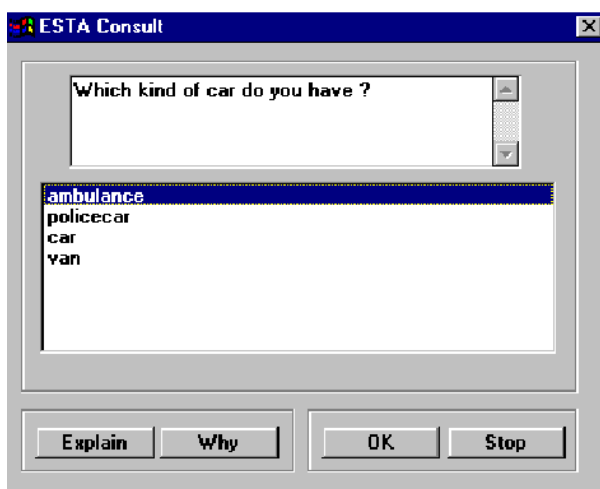 ESTA Consult
Which kind of car do you have ?
ambulance
policecar
car
van
Explain Why OK Stop